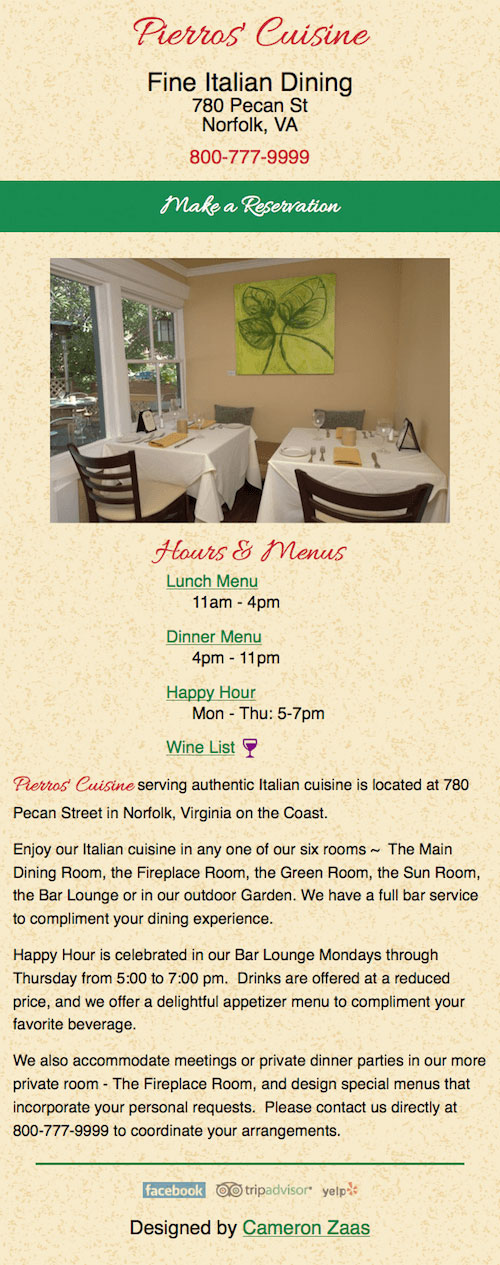 Pierros' Cuisine
Fine Italian Dining
780 Pecan St
Norfolk, VA
800-777-9999
Make a Reservation
Hours & Menus
Lunch Menu
11am - 4pm
Dinner Menu
4pm - 11pm
Happy Hour
Mon - Thu: 5-7pm
Wine List
Pierros' Cuisine serving authentic Italian cuisine is located at 780
Pecan Street in Norfolk, Virginia on the Coast.
Enjoy our Italian cuisine in any one of our six rooms ~ The Main
Dining Room, the Fireplace Room, the Green Room, the Sun Room,
the Bar Lounge or in our outdoor Garden. We have a full bar service
to compliment your dining experience.
Happy Hour is celebrated in our Bar Lounge Mondays through
Thursday from 5:00 to 7:00 pm. Drinks are offered at a reduced
price, and we offer a delightful appetizer menu to compliment your
favorite beverage.
We also accommodate meetings or private dinner parties in our more
private room - The Fireplace Room, and design special menus that
incorporate your personal requests. Please contact us directly at
800-777-9999 to coordinate your arrangements.
facebook tripadvisor yelp
Designed by Cameron Zaas